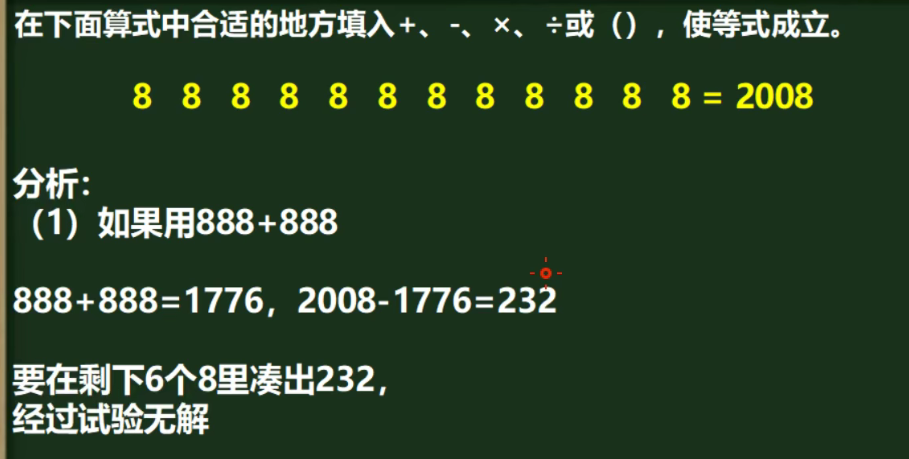 在下面算式中合适的地方填入+、-、×、÷或（），使等式成立。
8 8 8 8 8 8 8 8 8 8 8 8 = 2008
分析：
（1）如果用888+888
888+888=1776，2008-1776=232
要在剩下6个8里凑出232，
经过试验无解